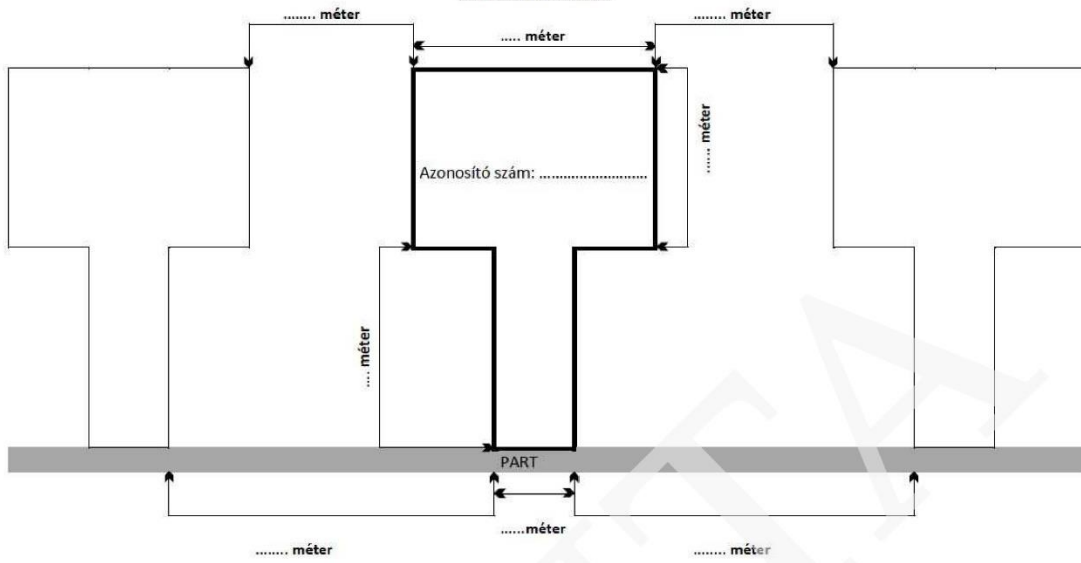 ........ méter
..... méter
........ méter
...... méter
Azonosító szám: ...........................
.... méter
PART
......méter
........ méter
........ méter